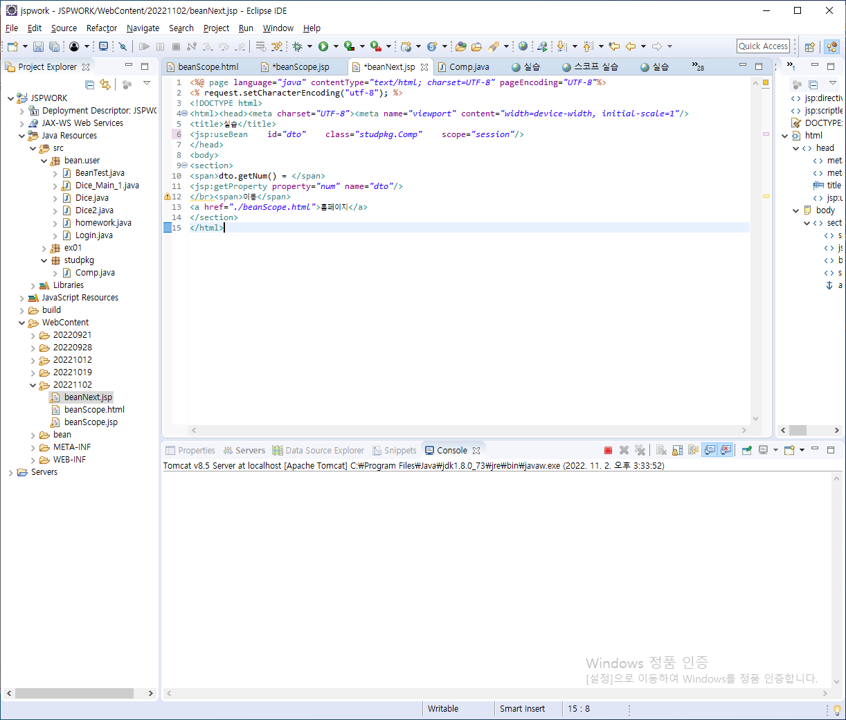 jspwork - JSPWORK/WebContent/20221102/beanNext.jsp - Eclipse IDE
File Edit Source Refactor Navigate Search Project Run Window Help
Quick Access
Project Explorer
beanScope.html
*beanScope.jsp
*beanNext.jsp
Comp.java
실습
스코프 실습
실습
»28
»1
JSPWORK
Deployment Descriptor: JSPWC
JAX-WS Web Services
Java Resources
src
bean.user
BeanTest.java
Dice_Main_1.java
Dice.java
Dice2.java
homework.java
Login.java
ex01
studpkg
Comp.java
Libraries
JavaScript Resources
build
WebContent
20220921
20220928
20221012
20221019
20221102
beanNext.jsp
beanScope.html
beanScope.jsp
bean
META-INF
WEB-INF
Servers
1 <%@ page language="java" contentType="text/html; charset=UTF-8" pageEncoding="UTF-8"%>
2 <% request.setCharacterEncoding("utf-8"); %>
3 <!DOCTYPE html>
4 <html><head><meta charset="UTF-8"><meta name="viewport" content="width=device-width, initial-scale=1"/>
5 <title>실습</title>
6 <jsp:useBean id="dto" class="studpkg.Comp" scope="session"/>
7 </head>
8 <body>
9 <section>
10 <span>dto.getNum() = </span>
11 <jsp:getProperty property="num" name="dto"/>
12 </br><span>이동</span>
13 <a href="./beanScope.html">홈페이지</a>
14 </section>
15 </html>
jsp:directiv
jsp:scriptle
DOCTYPE:
html
head
met
met
title
jsp:u
body
sect
s
js
b
s
a
Properties
Servers
Data Source Explorer
Snippets
Console
Tomcat v8.5 Server at localhost [Apache Tomcat] C:₩Program Files₩Java₩jdk1.8.0_73₩jre₩bin₩javaw.exe (2022. 11. 2. 오후 3:33:52)
Windows 정품 인증
[설정]으로 이동하여 Windows를 정품 인증합니다.
Writable
Smart Insert
15 : 8